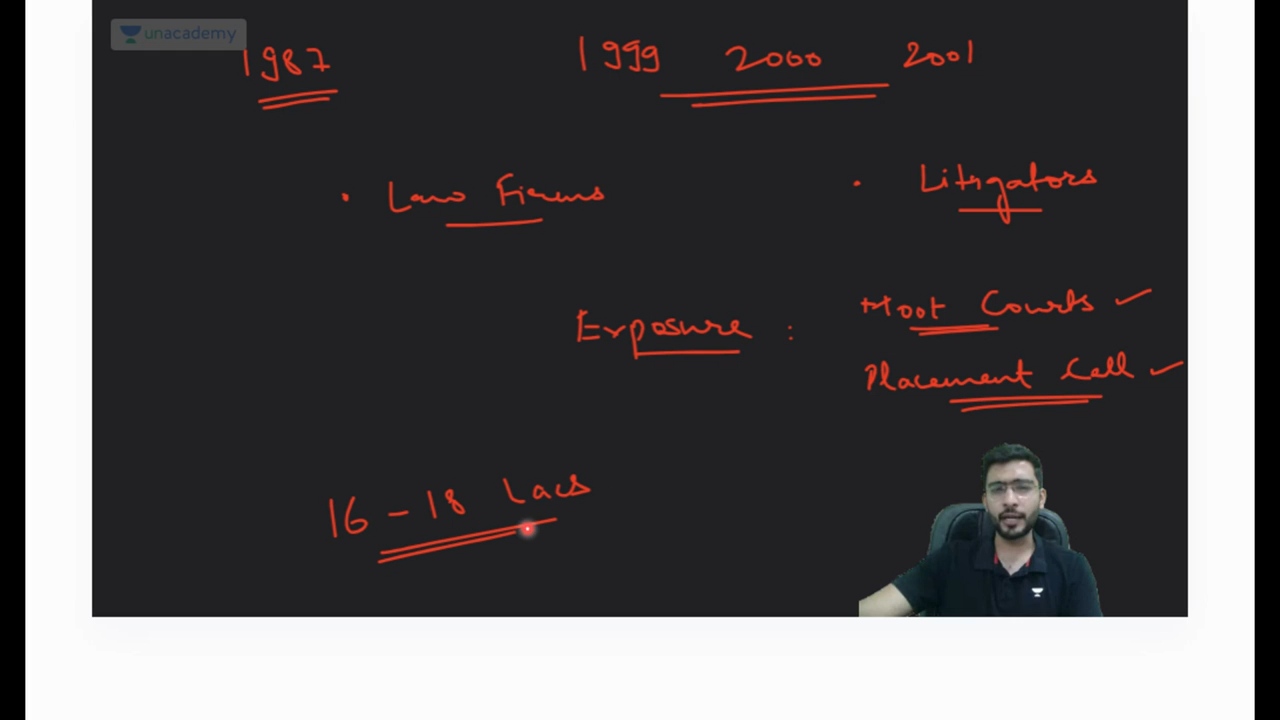 unacademy
1987 1999 2000 2001
• Law Firms • Litigators
Exposure : Moot Courts ✓
Placement Cell ✓
16 - 18 Lacs